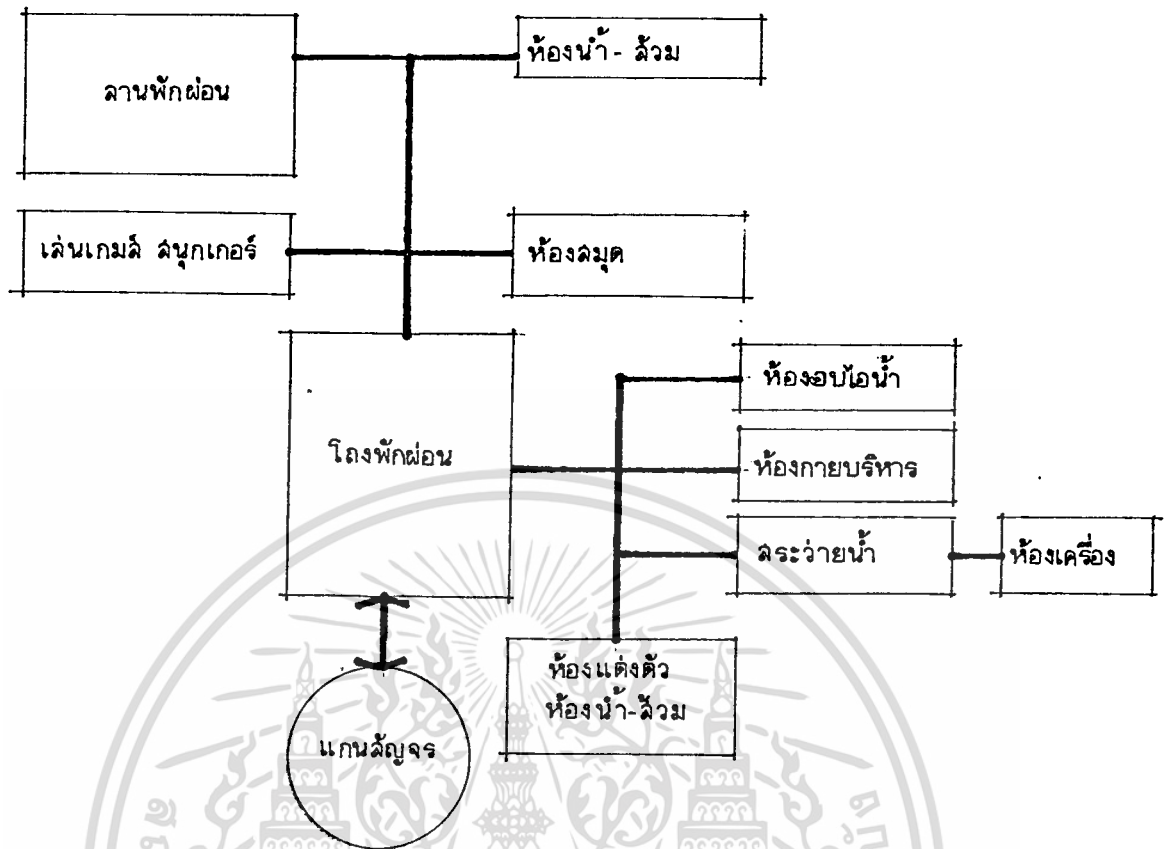 ห้องน้ำ - ส้วม
ลานพักผ่อน
เล่นเกมส์ สนุกเกอร์
ห้องสมุด
ห้องอบไอน้ำ
โถงพักผ่อน
ห้องกายบริหาร
สระว่ายน้ำ
ห้องเครื่อง
ห้องแต่งตัว
ห้องน้ำ-ส้วม
แกนสัญจร